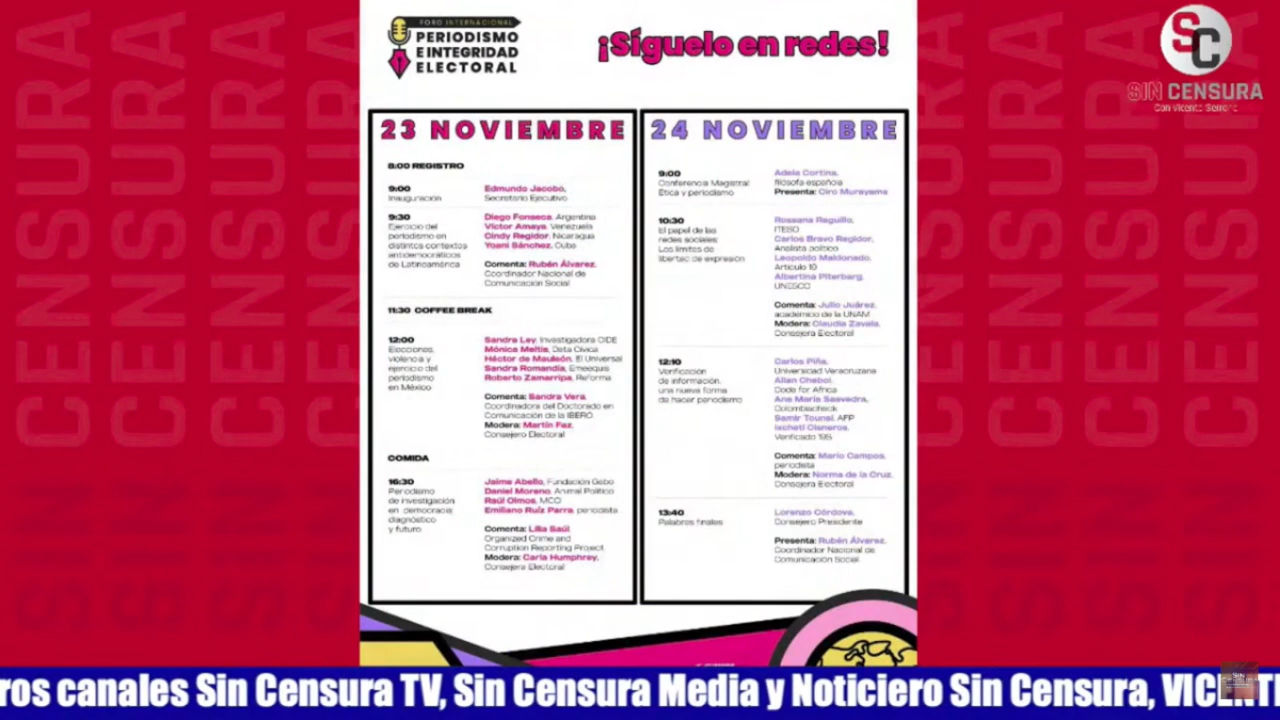 FORO INTERNACIONAL
PERIODISMO
E INTEGRIDAD
ELECTORAL
¡Síguelo en redes!
SC
SIN CENSURA
Con Vicente Serrano
23 NOVIEMBRE
8:00 REGISTRO
9:00
Inauguración
Edmundo Jacobo,
Secretario Ejecutivo
9:30
Ejercicio del
periodismo en
distintos contextos
antidemocráticos
de Latinoamérica
Diego Fonseca, Argentina
Víctor Amaya, Venezuela
Cindy Regidor, Nicaragua
Yoani Sánchez, Cuba
Comenta: Rubén Álvarez,
Coordinador Nacional de
Comunicación Social
11:30 COFFEE BREAK
12:00
Elecciones,
violencia y
ejercicio del
periodismo
en México
Sandra Ley, Investigadora CIDE
Mónica Meltis, Data Cívica
Héctor de Mauleón, El Universal
Sandra Romandía, Emeequis
Roberto Zamarripa, Reforma
Comenta: Sandra Vera,
Coordinadora del Doctorado en
Comunicación de la IBERO
Modera: Martín Faz,
Consejero Electoral
COMIDA
16:30
Periodismo
de investigación
en democracia:
diagnóstico
y futuro
Jaime Abello, Fundación Gabo
Daniel Moreno, Animal Político
Raúl Olmos, MCCI
Emiliano Ruiz Parra, periodista
Comenta: Lilia Saúl,
Organized Crime and
Corruption Reporting Project
Modera: Carla Humphrey,
Consejera Electoral
24 NOVIEMBRE
9:00
Conferencia Magistral
Ética y periodismo
Adela Cortina,
filósofa española
Presenta: Ciro Murayama
10:30
El papel de las
redes sociales:
Los límites de
libertad de expresión
Rossana Reguillo,
ITESO
Carlos Bravo Regidor,
Analista político
Leopoldo Maldonado,
Artículo 19
Albertina Piterbarg,
UNESCO
Comenta: Julio Juárez,
académico de la UNAM
Modera: Claudia Zavala,
Consejera Electoral
12:10
Verificación
de información,
una nueva forma
de hacer periodismo
Carlos Piña,
Universidad Veracruzana
Allan Cheboi,
Code for Africa
Ana María Saavedra,
Colombiacheck
Samir Tounsi, AFP
Ixchetl Cisneros,
Verificado 19S
Comenta: Mario Campos,
periodista
Modera: Norma de la Cruz,
Consejera Electoral
13:40
Palabras finales
Lorenzo Córdova,
Consejero Presidente
Presenta: Rubén Álvarez,
Coordinador Nacional de
Comunicación Social
SIN CENSURA
ros canales Sin Censura TV, Sin Censura Media y Noticiero Sin Censura, VICENTE